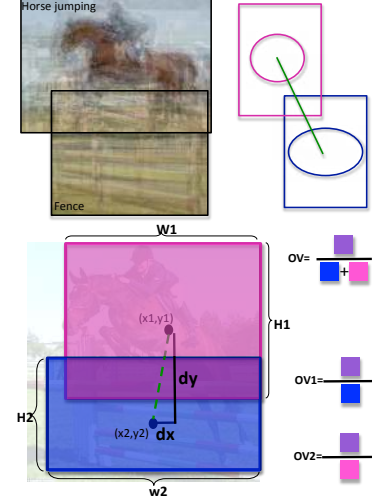 Horse jumping
Fence
W1
OV=
+
(x1,y1)
H1
dy
H2
OV1=
(x2,y2)
dx
OV2=
w2